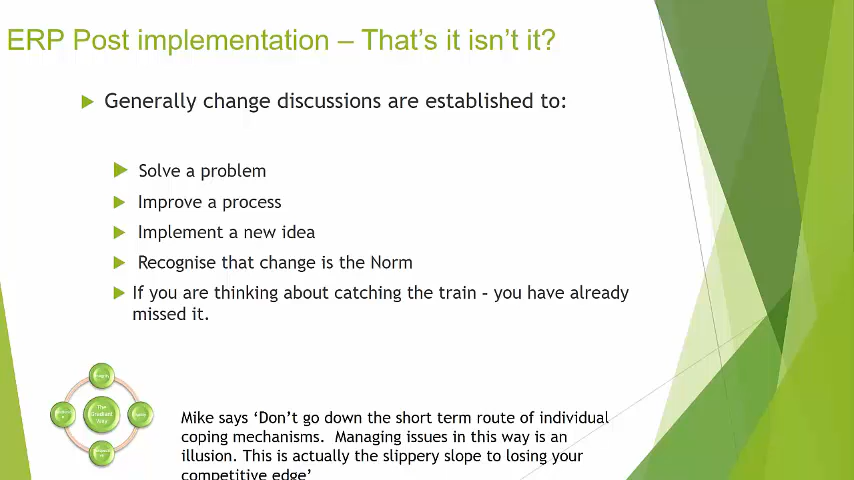 ERP Post implementation – That's it isn't it?
Generally change discussions are established to:
Solve a problem
Improve a process
Implement a new idea
Recognise that change is the Norm
If you are thinking about catching the train – you have already
missed it.
The
Gradient
Way
Mike says ‘Don’t go down the short term route of individual
coping mechanisms.  Managing issues in this way is an
illusion. This is actually the slippery slope to losing your
competitive edge’